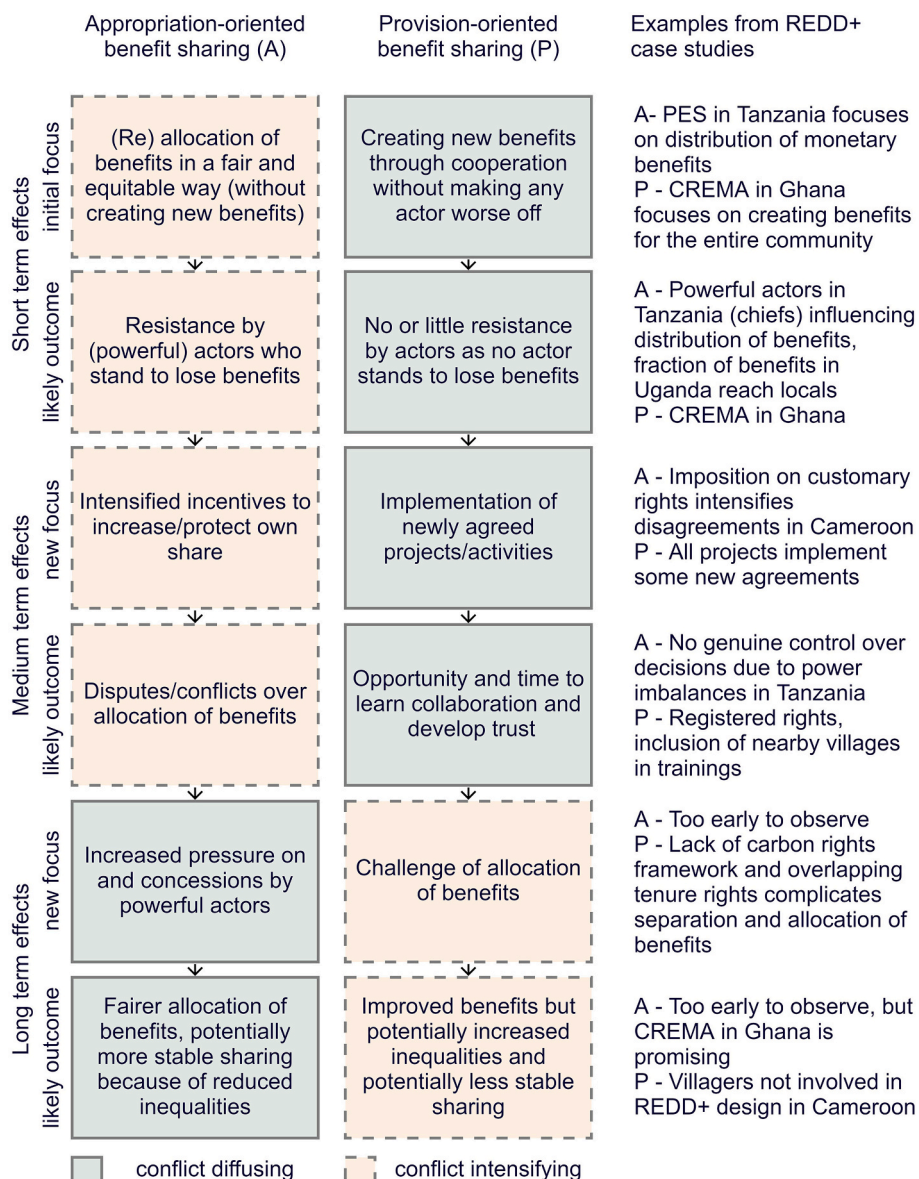 Appropriation-oriented
benefit sharing (A)
Provision-oriented
benefit sharing (P)
Examples from REDD+
case studies
Short term effects
initial focus
(Re) allocation of
benefits in a fair and
equitable way (without
creating new benefits)
Creating new benefits
through cooperation
without making any
actor worse off
A- PES in Tanzania focuses
on distribution of monetary
benefits
P - CREMA in Ghana
focuses on creating benefits
for the entire community
likely outcome
Resistance by
(powerful) actors who
stand to lose benefits
No or little resistance
by actors as no actor
stands to lose benefits
A - Powerful actors in
Tanzania (chiefs) influencing
distribution of benefits,
fraction of benefits in
Uganda reach locals
P - CREMA in Ghana
Medium term effects
new focus
Intensified incentives to
increase/protect own
share
Implementation of
newly agreed
projects/activities
A - Imposition on customary
rights intensifies
disagreements in Cameroon
P - All projects implement
some new agreements
likely outcome
Disputes/conflicts over
allocation of benefits
Opportunity and time to
learn collaboration and
develop trust
A - No genuine control over
decisions due to power
imbalances in Tanzania
P - Registered rights,
inclusion of nearby villages
in trainings
Long term effects
new focus
Increased pressure on
and concessions by
powerful actors
Challenge of allocation
of benefits
A - Too early to observe
P - Lack of carbon rights
framework and overlapping
tenure rights complicates
separation and allocation of
benefits
likely outcome
Fairer allocation of
benefits, potentially
more stable sharing
because of reduced
inequalities
Improved benefits but
potentially increased
inequalities and
potentially less stable
sharing
A - Too early to observe, but
CREMA in Ghana is
promising
P - Villagers not involved in
REDD+ design in Cameroon
conflict diffusing
conflict intensifying